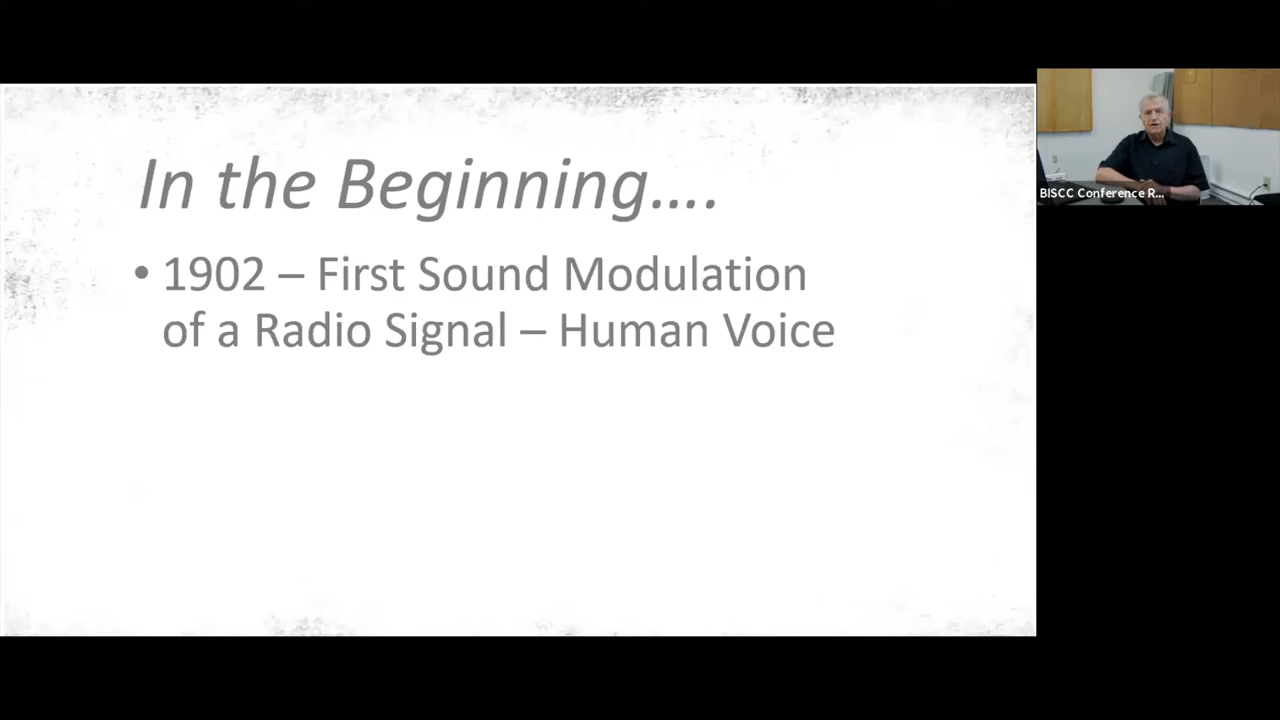 In the Beginning....
• 1902 – First Sound Modulation
of a Radio Signal – Human Voice
BISCC Conference R...